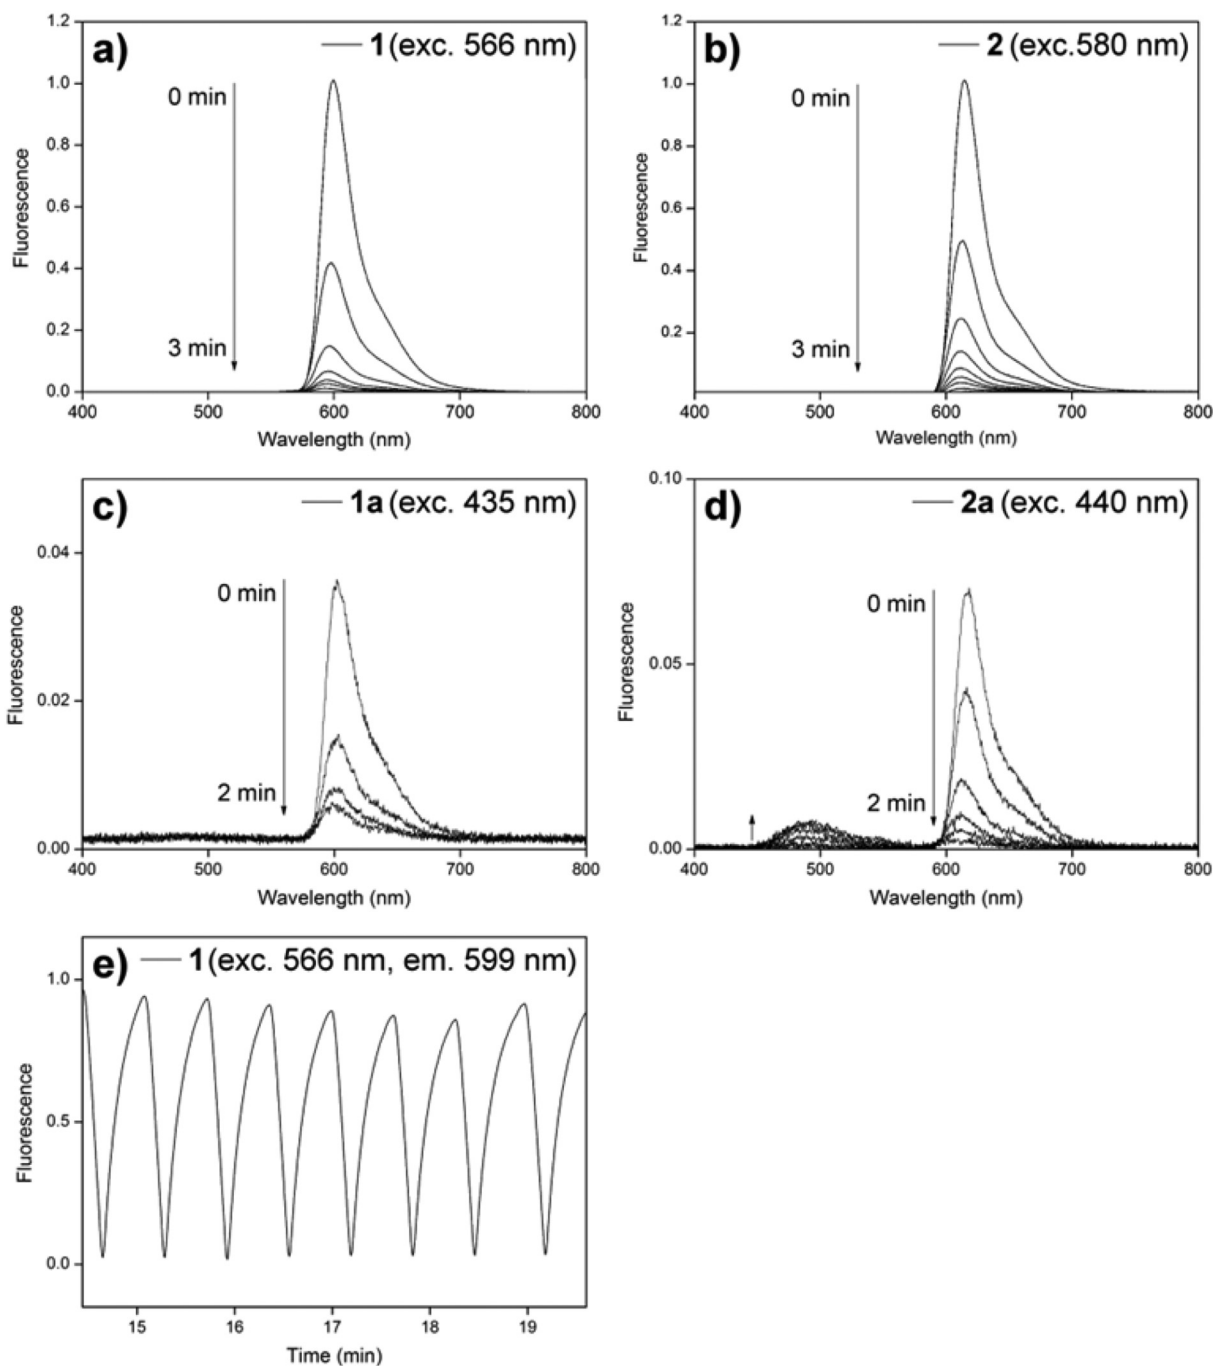 a)
1 (exc. 566 nm)
0 min
3 min
Fluorescence
1.2
1.0
0.8
0.6
0.4
0.2
0.0
400 500 600 700 800
Wavelength (nm)
b)
2 (exc.580 nm)
0 min
3 min
Fluorescence
1.2
1.0
0.8
0.6
0.4
0.2
400 500 600 700 800
Wavelength (nm)
c)
1a (exc. 435 nm)
0 min
2 min
Fluorescence
0.04
0.02
0.00
400 500 600 700 800
Wavelength (nm)
d)
2a (exc. 440 nm)
0 min
2 min
Fluorescence
0.10
0.05
0.00
400 500 600 700 800
Wavelength (nm)
e)
1 (exc. 566 nm, em. 599 nm)
Fluorescence
1.0
0.5
0.0
15 16 17 18 19
Time (min)